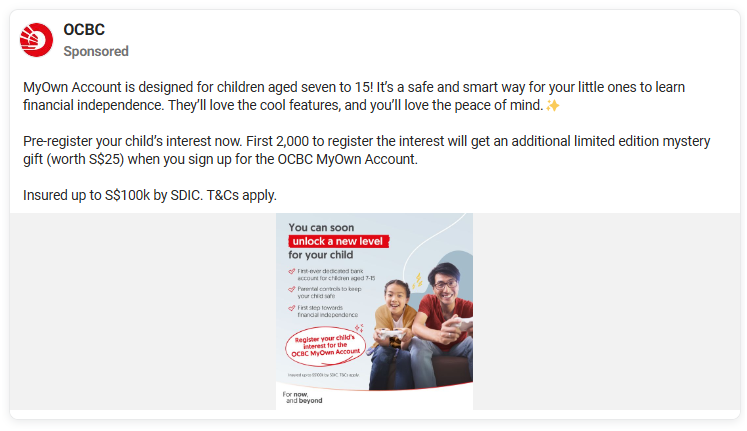 OCBC
Sponsored
MyOwn Account is designed for children aged seven to 15! It's a safe and smart way for your little ones to learn
financial independence. They'll love the cool features, and you'll love the peace of mind.✨
Pre-register your child's interest now. First 2,000 to register the interest will get an additional limited edition mystery
gift (worth S$25) when you sign up for the OCBC MyOwn Account.
Insured up to S$100k by SDIC. T&Cs apply.
You can soon
unlock a new level
for your child
First-ever dedicated bank
account for children aged 7-15
Parental controls to keep
your child safe
First step towards
financial independence
Register your child's
interest for the
OCBC MyOwn Account
Insured up to S$100k by SDIC. T&Cs apply.
For now,
and beyond